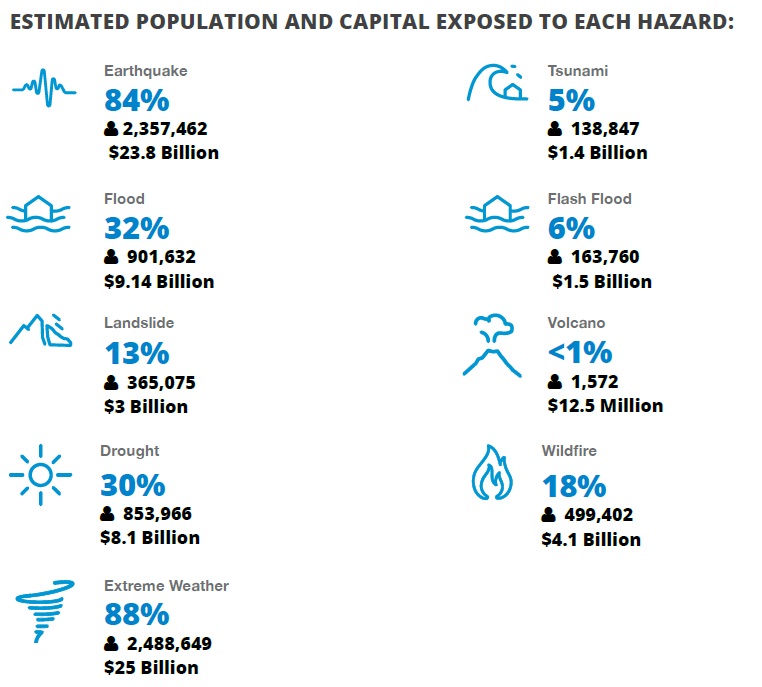 ESTIMATED POPULATION AND CAPITAL EXPOSED TO EACH HAZARD:
Earthquake
84%
2,357,462
$23.8 Billion
Tsunami
5%
138,847
$1.4 Billion
Flood
32%
901,632
$9.14 Billion
Flash Flood
6%
163,760
$1.5 Billion
Landslide
13%
365,075
$3 Billion
Volcano
<1%
1,572
$12.5 Million
Drought
30%
853,966
$8.1 Billion
Wildfire
18%
499,402
$4.1 Billion
Extreme Weather
88%
2,488,649
$25 Billion